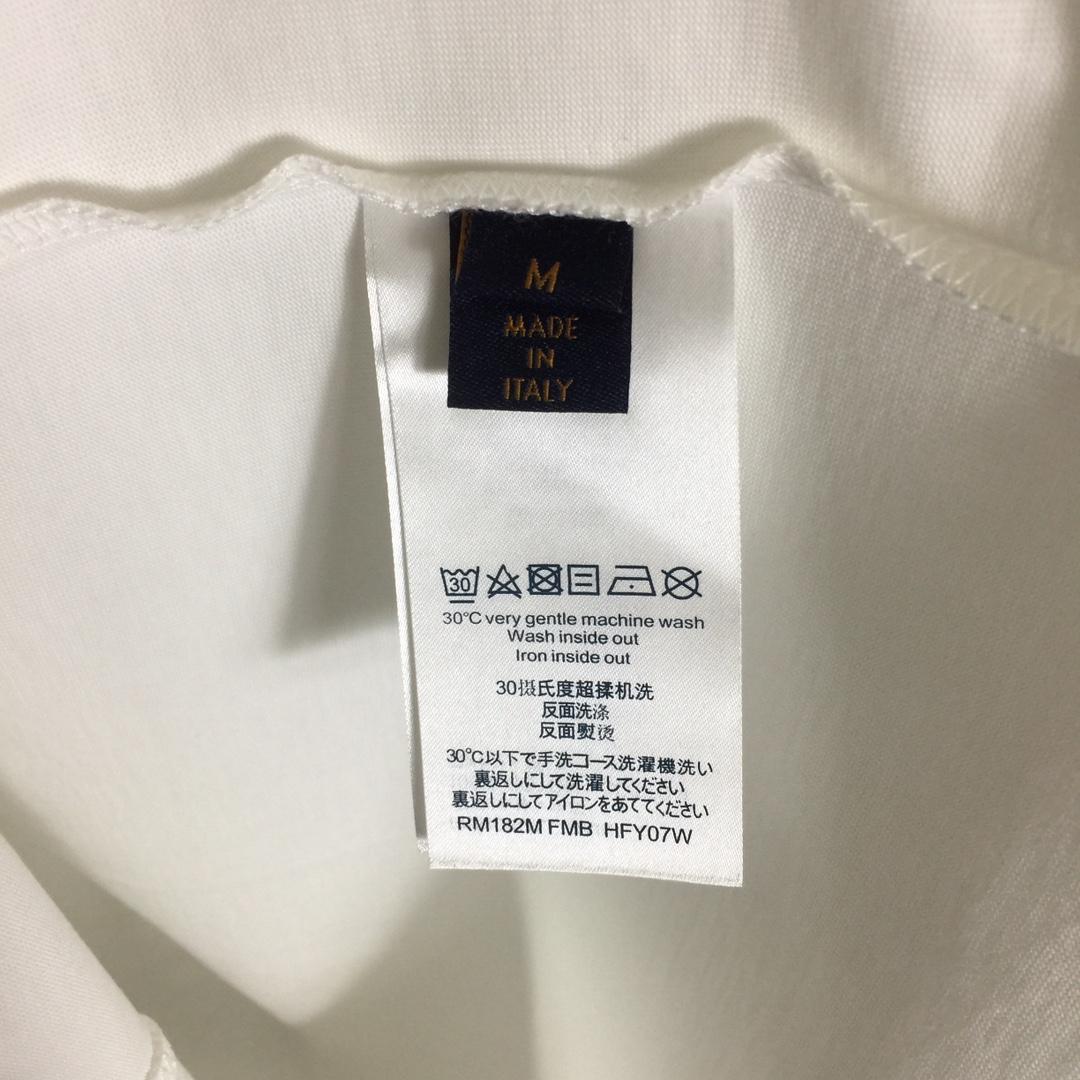 M
MADE
IN
ITALY
30
30℃ very gentle machine wash
Wash inside out
Iron inside out
30摄氏度超揉机洗
反面洗涤
反面熨烫
30℃以下で手洗コース洗濯機洗い
裏返しにして洗濯してください
裏返しにしてアイロンをあててください
RM182M FMB HFY07W